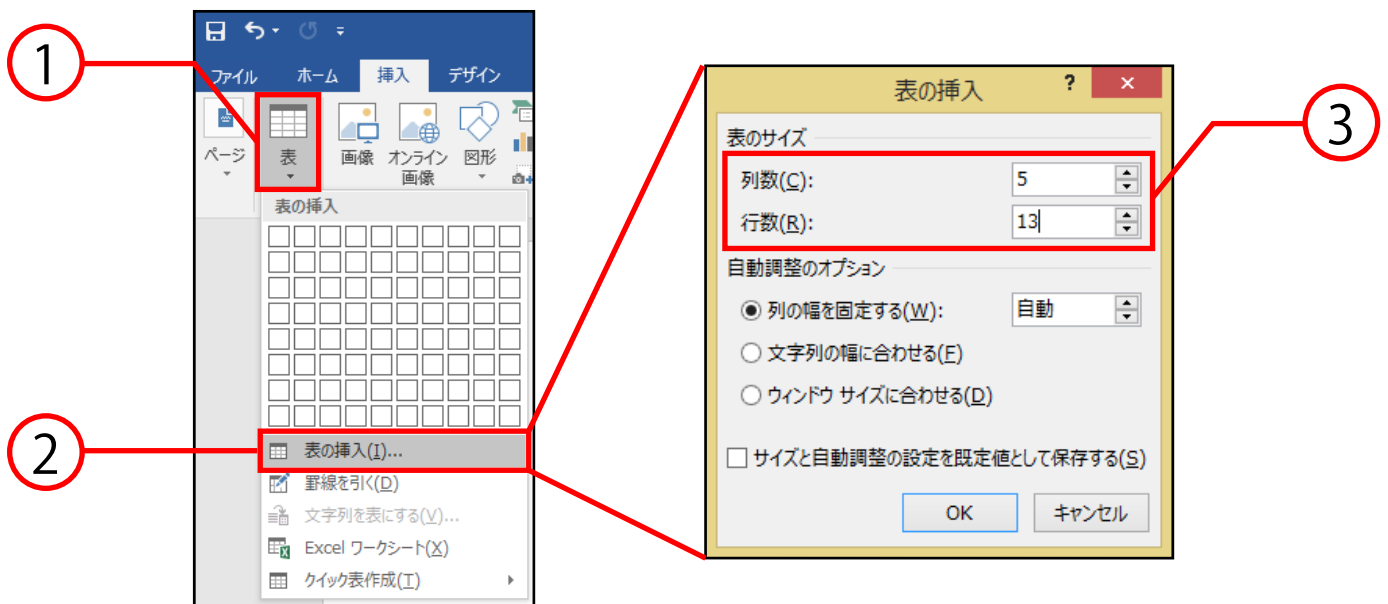 1
ファイル ホーム 挿入 デザイン
ページ 表 画像 オンライン画像 図形
表の挿入
2
表の挿入(I)...
罫線を引く(D)
文字列を表にする(V)...
Excel ワークシート(X)
クイック表作成(T)
表の挿入 ? ×
3
表のサイズ
列数(C): 5
行数(R): 13
自動調整のオプション
列の幅を固定する(W): 自動
文字列の幅に合わせる(F)
ウィンドウ サイズに合わせる(D)
サイズと自動調整の設定を既定値として保存する(S)
OK キャンセル